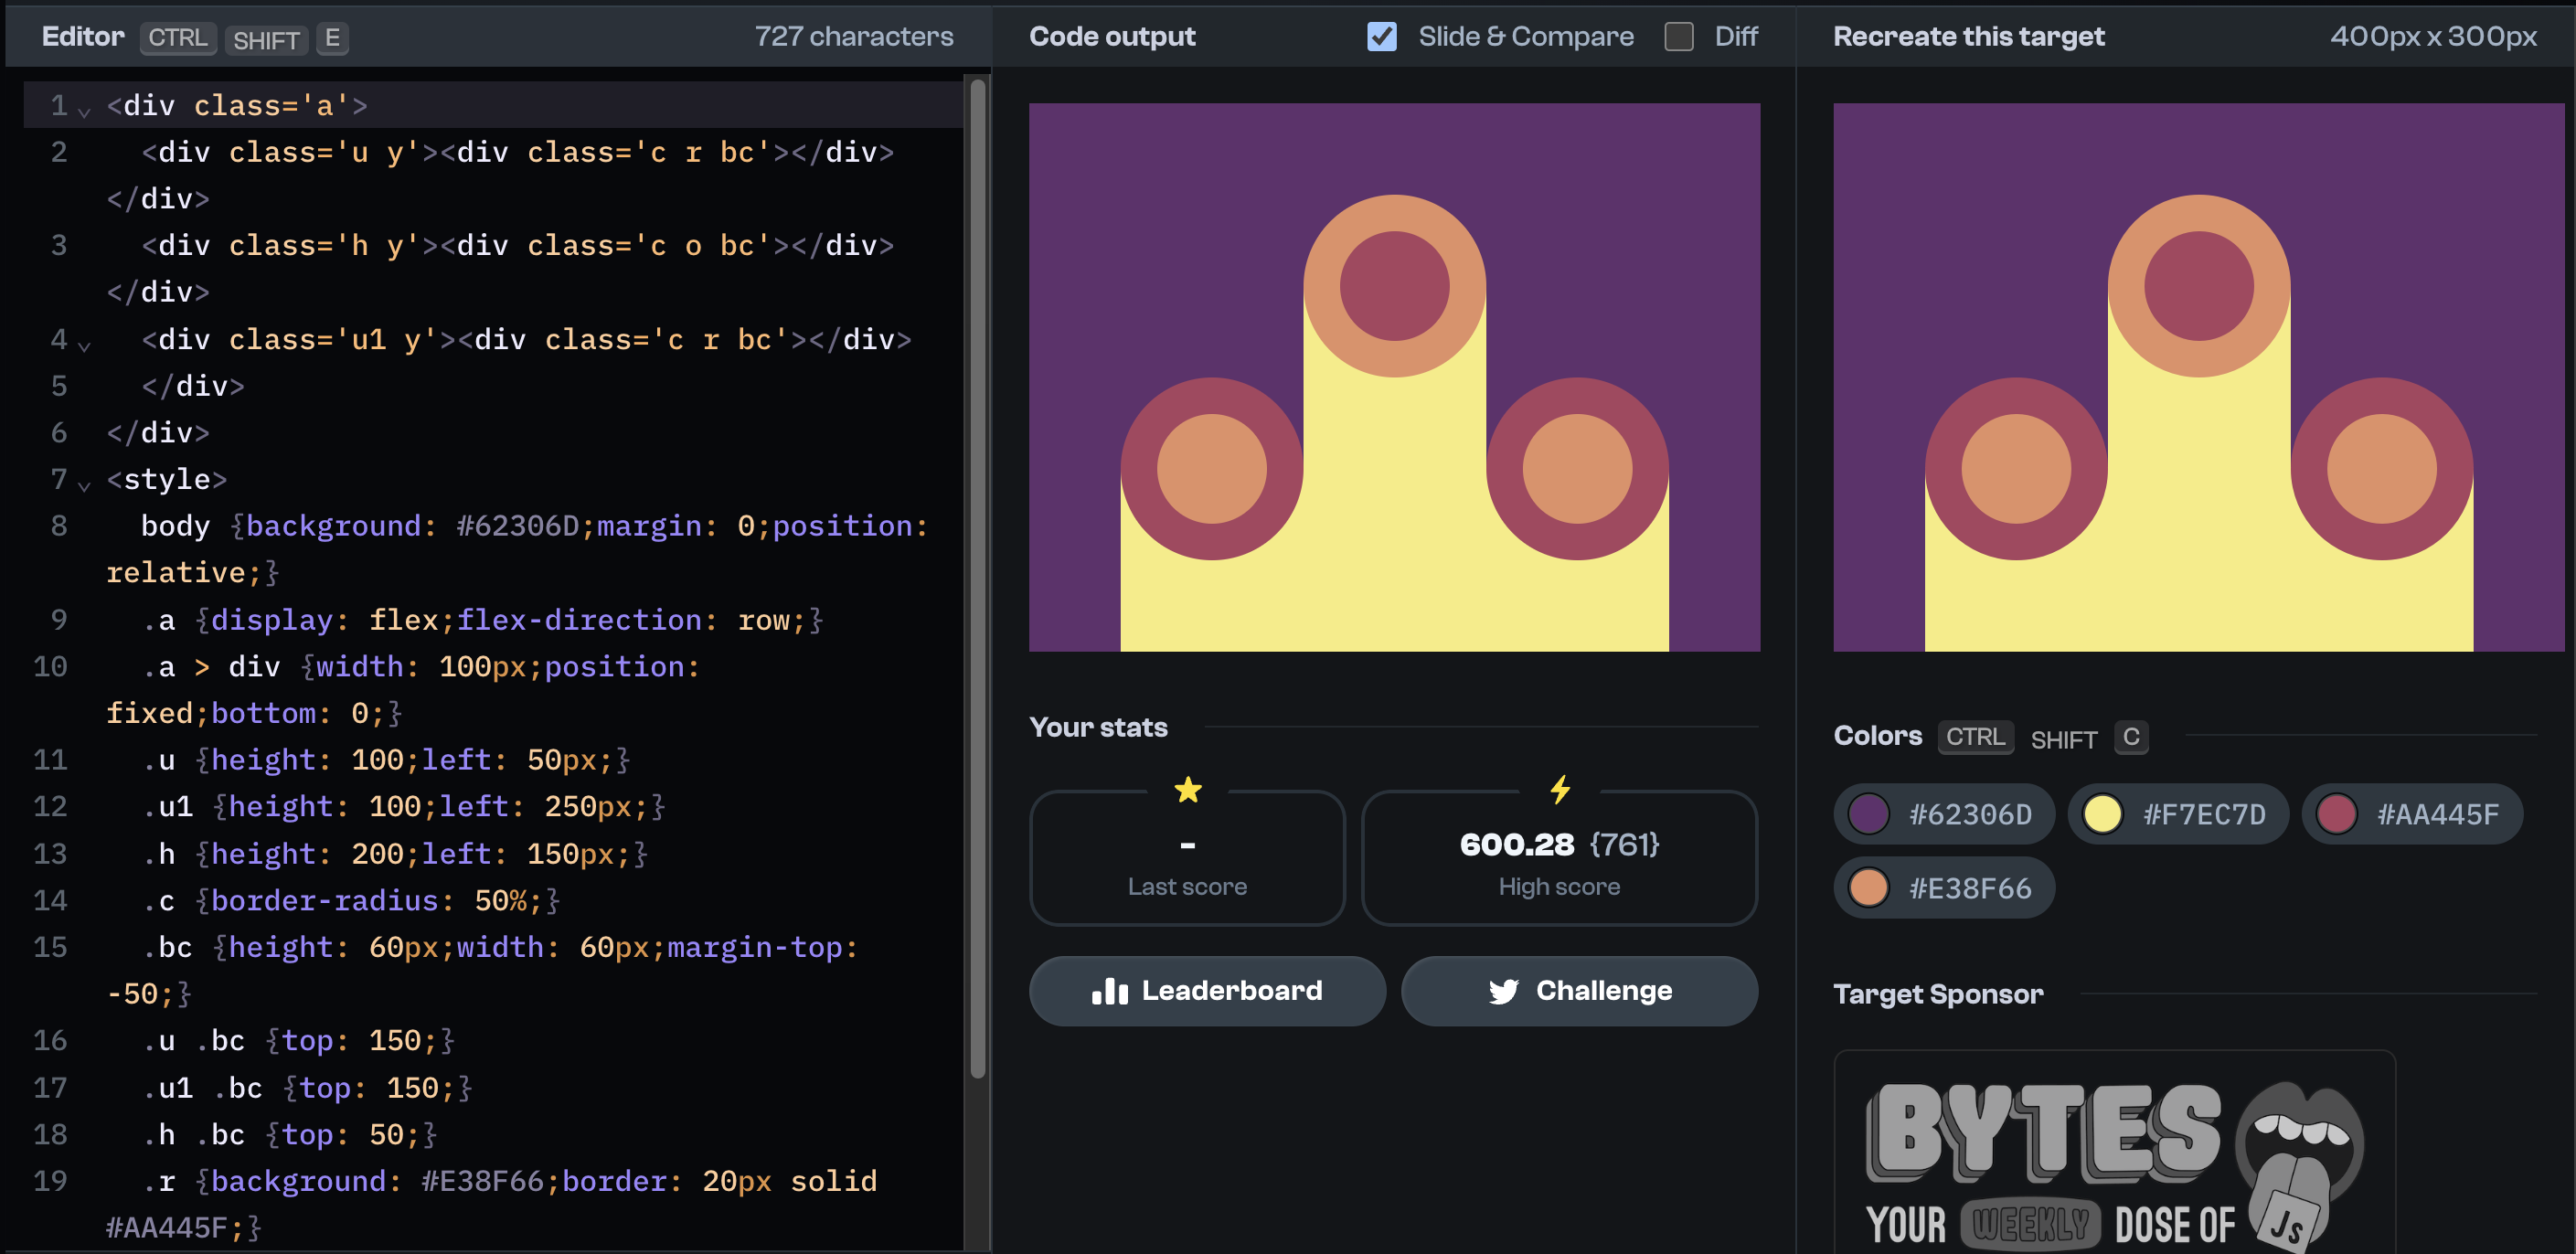 Editor CTRL SHIFT E 727 characters
1 <div class='a'>
2 <div class='u y'><div class='c r bc'></div>
</div>
3 <div class='h y'><div class='c o bc'></div>
</div>
4 <div class='u1 y'><div class='c r bc'></div>
5 </div>
6 </div>
7 <style>
8 body {background: #62306D;margin: 0;position:
relative;}
9 .a {display: flex;flex-direction: row;}
10 .a > div {width: 100px;position:
fixed;bottom: 0;}
11 .u {height: 100;left: 50px;}
12 .u1 {height: 100;left: 250px;}
13 .h {height: 200;left: 150px;}
14 .c {border-radius: 50%;}
15 .bc {height: 60px;width: 60px;margin-top:
-50;}
16 .u .bc {top: 150;}
17 .u1 .bc {top: 150;}
18 .h .bc {top: 50;}
19 .r {background: #E38F66;border: 20px solid
#AA445F;}
Code output Slide & Compare Diff
Your stats
-
Last score
600.28 {761}
High score
Leaderboard
Challenge
Recreate this target 400px x 300px
Colors CTRL SHIFT C
#62306D #F7EC7D #AA445F
#E38F66
Target Sponsor
BYTES
YOUR WEEKLY DOSE OF JS